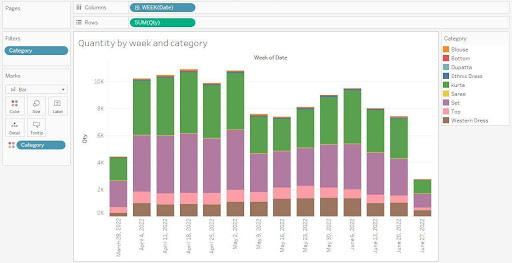 Pages
Columns
WEEK(Date)
Rows
SUM(Qty)
Filters
Category
Marks
Bar
Color
Size
Label
Detail
Tooltip
Category
Quantity by week and category
Week of Date
Qty
10K
8K
6K
4K
2K
0K
March 28, 2022
April 4, 2022
April 11, 2022
April 18, 2022
April 25, 2022
May 2, 2022
May 9, 2022
May 16, 2022
May 23, 2022
May 30, 2022
June 6, 2022
June 13, 2022
June 20, 2022
June 27, 2022
Category
Blouse
Bottom
Dupatta
Ethnic Dress
kurta
Saree
Set
Top
Western Dress